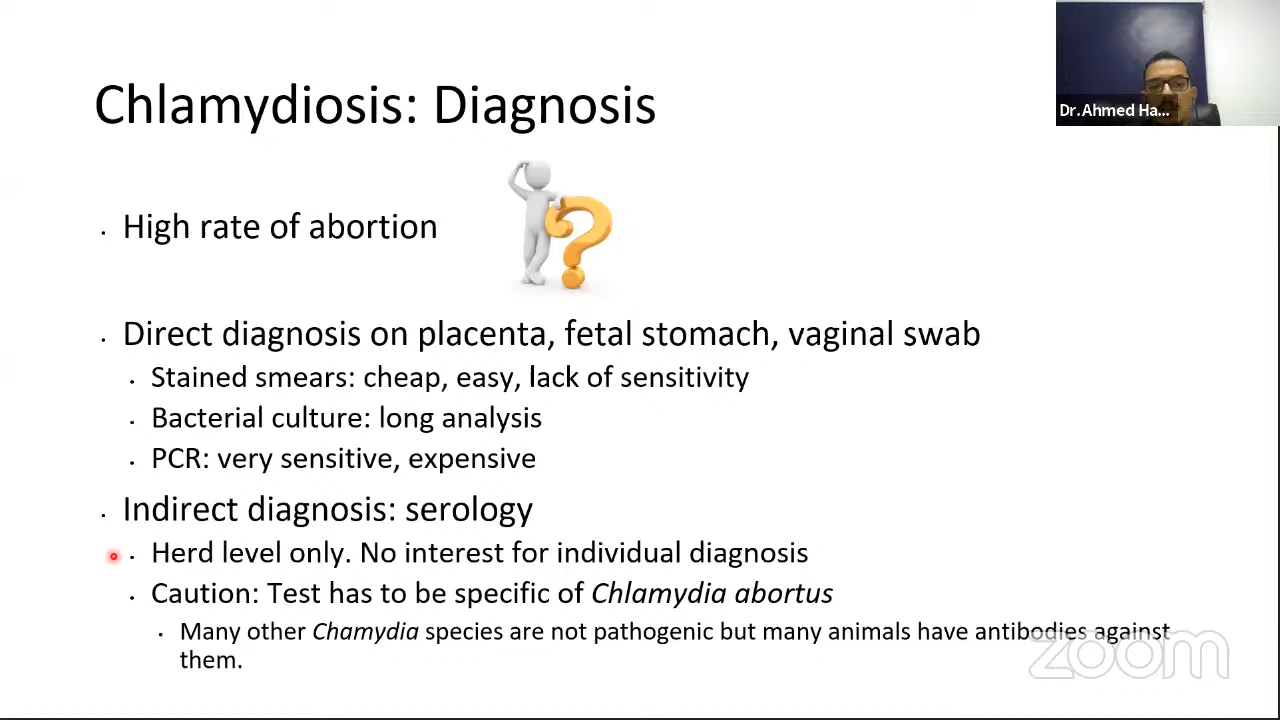 Chlamydiosis: Diagnosis
Dr.Ahmed Ha...
• High rate of abortion
?
• Direct diagnosis on placenta, fetal stomach, vaginal swab
• Stained smears: cheap, easy, lack of sensitivity
• Bacterial culture: long analysis
• PCR: very sensitive, expensive
• Indirect diagnosis: serology
• Herd level only. No interest for individual diagnosis
• Caution: Test has to be specific of Chlamydia abortus
• Many other Chamydia species are not pathogenic but many animals have antibodies against
them.
zoom